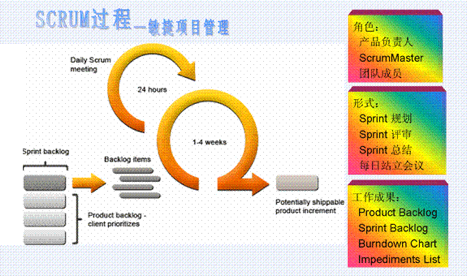 SCRUM过程—敏捷项目管理
Daily Scrum
meeting
24 hours
1-4 weeks
Sprint backlog
Backlog items
Product backlog -
client prioritizes
Potentially shippable
product increment
角色:
产品负责人
ScrumMaster
团队成员
形式:
Sprint 规划
Sprint 评审
Sprint 总结
每日站立会议
工作成果:
Product Backlog
Sprint Backlog
Burndown Chart
Impediments List